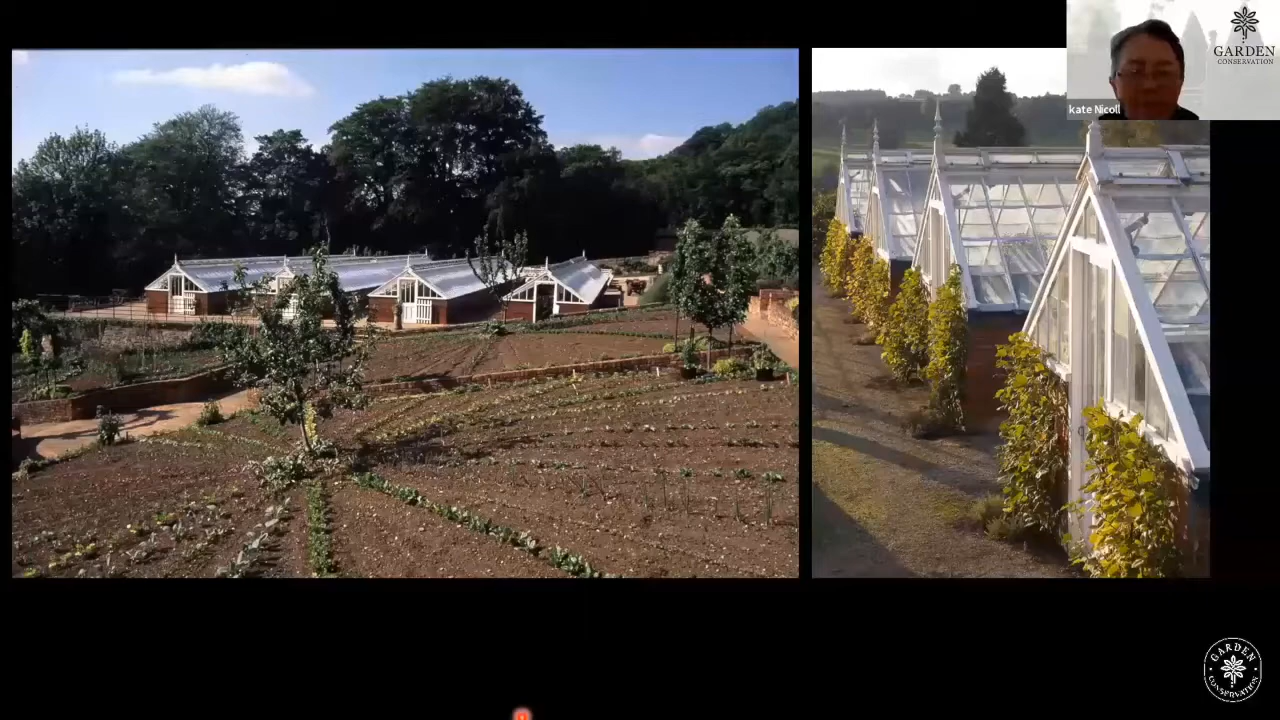 GARDEN
CONSERVATION
kate Nicoll
GARDEN
CONSERVATION